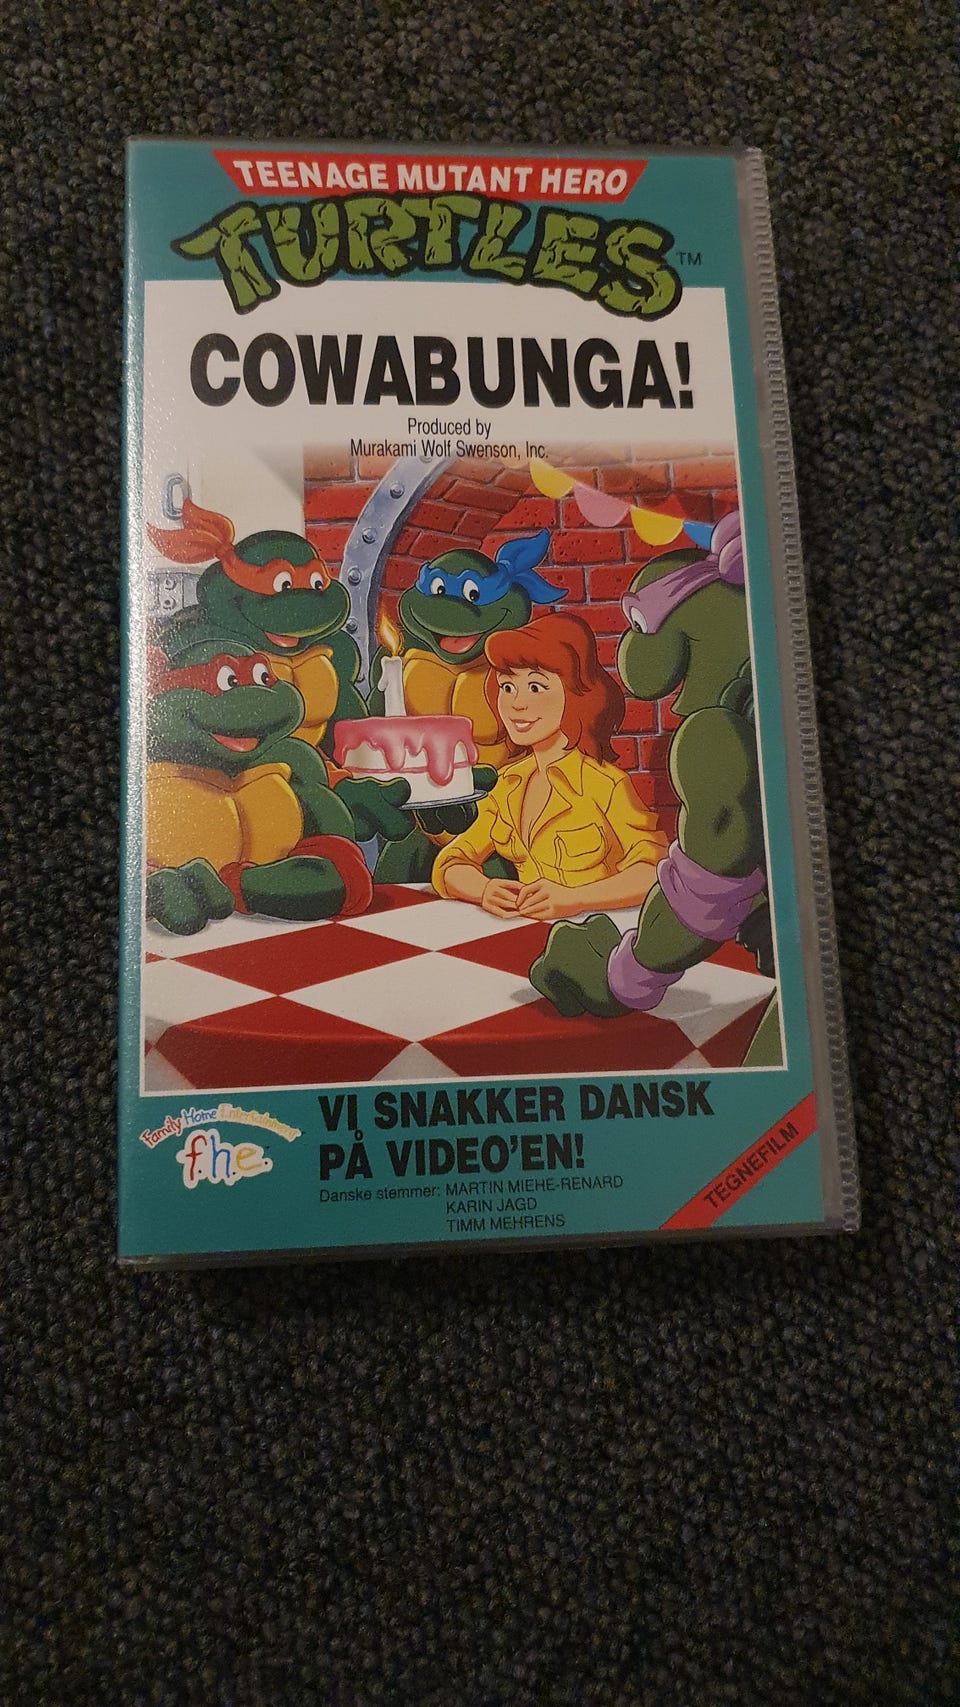 TEENAGE MUTANT HERO
TURTLES TM
COWABUNGA!
Produced by
Murakami Wolf Swenson, Inc.
Family Home Entertainment
f.h.e.
VI SNAKKER DANSK
PÅ VIDEO'EN!
Danske stemmer: MARTIN MIEHE-RENARD
KARIN JAGD
TIMM MEHRENS
TEGNEFILM